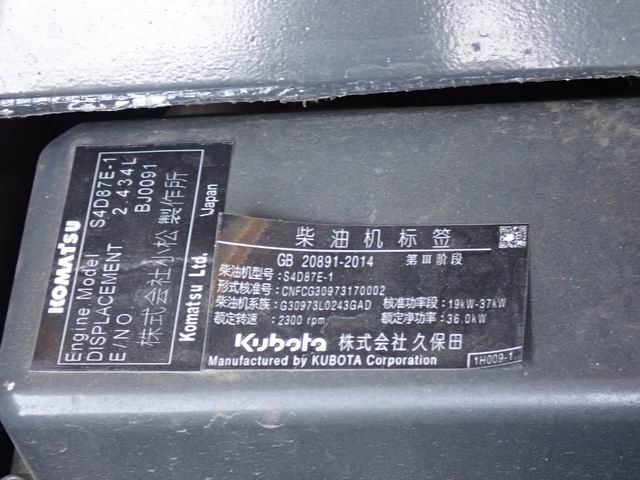 KOMATSU
Engine Model S4D87E-1
DISPLACEMENT 2.434L
E/NO BJ0091
株式会社小松製作所
Komatsu Ltd. Japan
柴油机标签
GB 20891-2014 第Ⅲ阶段
柴油机型号: S4D87E-1
形式核准号: CNFCG30973170002
柴油机系族: G30973L0243GAD 核准功率段: 19kW-37kW
额定转速: 2300 rpm 额定净功率: 36.0kW
Kubota 株式会社久保田
Manufactured by KUBOTA Corporation
1H009-1